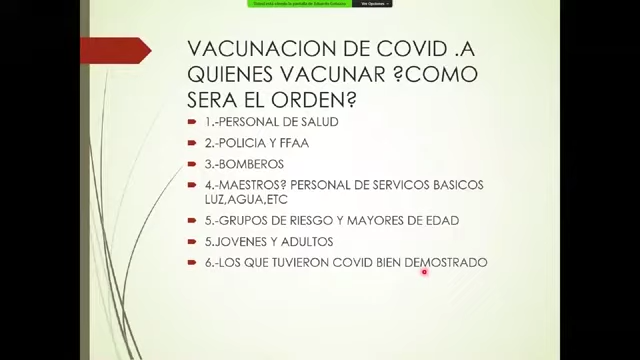 Ver Opciones
VACUNACION DE COVID .A
QUIENES VACUNAR ?COMO
SERA EL ORDEN?
1.-PERSONAL DE SALUD
2.-POLICIA Y FFAA
3.-BOMBEROS
4.-MAESTROS? PERSONAL DE SERVICOS BASICOS
LUZ,AGUA,ETC
5.-GRUPOS DE RIESGO Y MAYORES DE EDAD
5.JOVENES Y ADULTOS
6.-LOS QUE TUVIERON COVID BIEN DEMOSTRADO